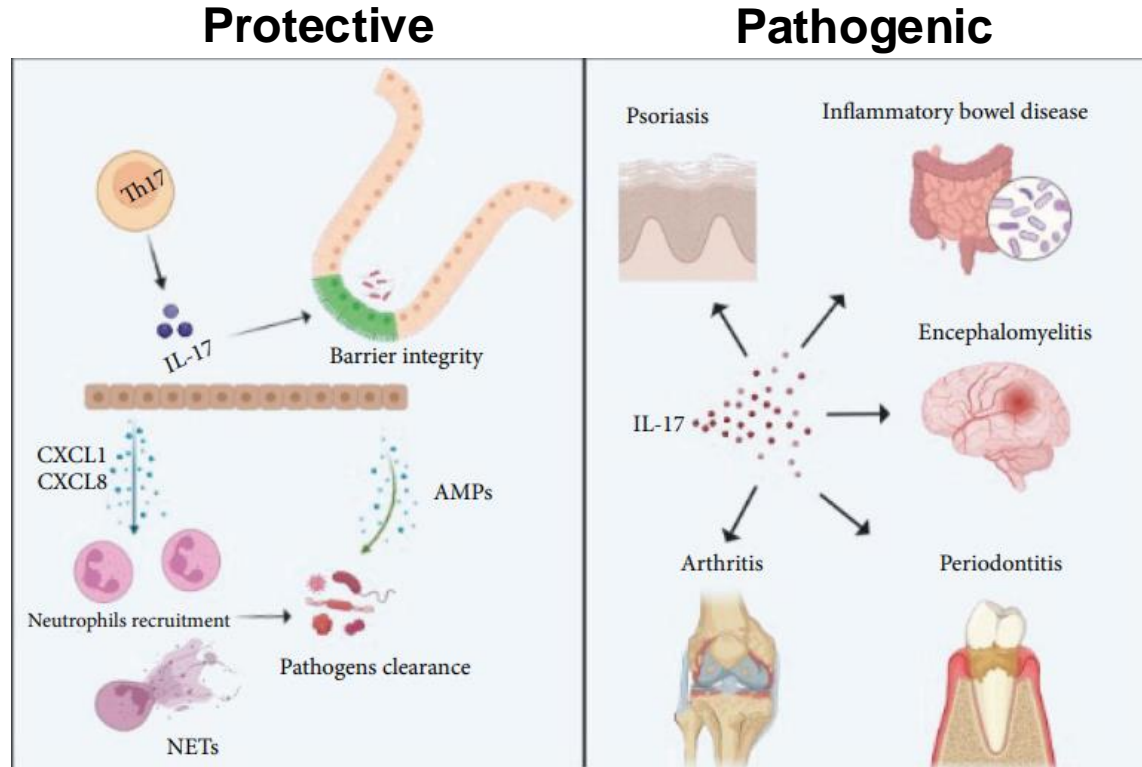 Protective
Th17
IL-17
Barrier integrity
CXCL1
CXCL8
AMPs
Neutrophils recruitment
Pathogens clearance
NETs
Pathogenic
Psoriasis
Inflammatory bowel disease
Encephalomyelitis
IL-17
Arthritis
Periodontitis